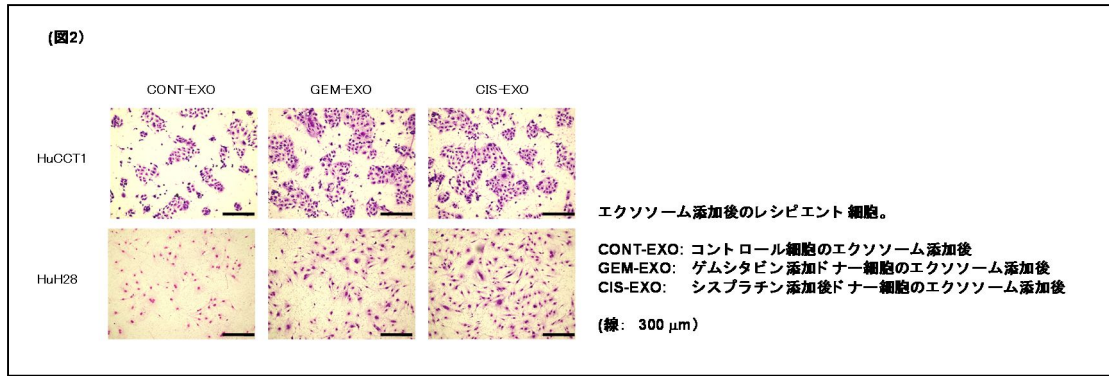 (図2)
CONT-EXO GEM-EXO CIS-EXO
HuCCT1
HuH28
エクソソーム添加後のレシピエント細胞。
CONT-EXO: コントロール細胞のエクソソーム添加後
GEM-EXO: ゲムシタビン添加ドナー細胞のエクソソーム添加後
CIS-EXO: シスプラチン添加後ドナー細胞のエクソソーム添加後
(線: 300 μm)